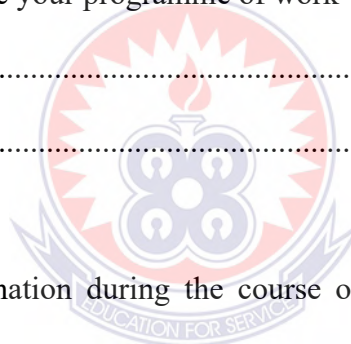 e your programme of work
................................................
................................................
nation during the course o
EDUCATION FOR SERVICE